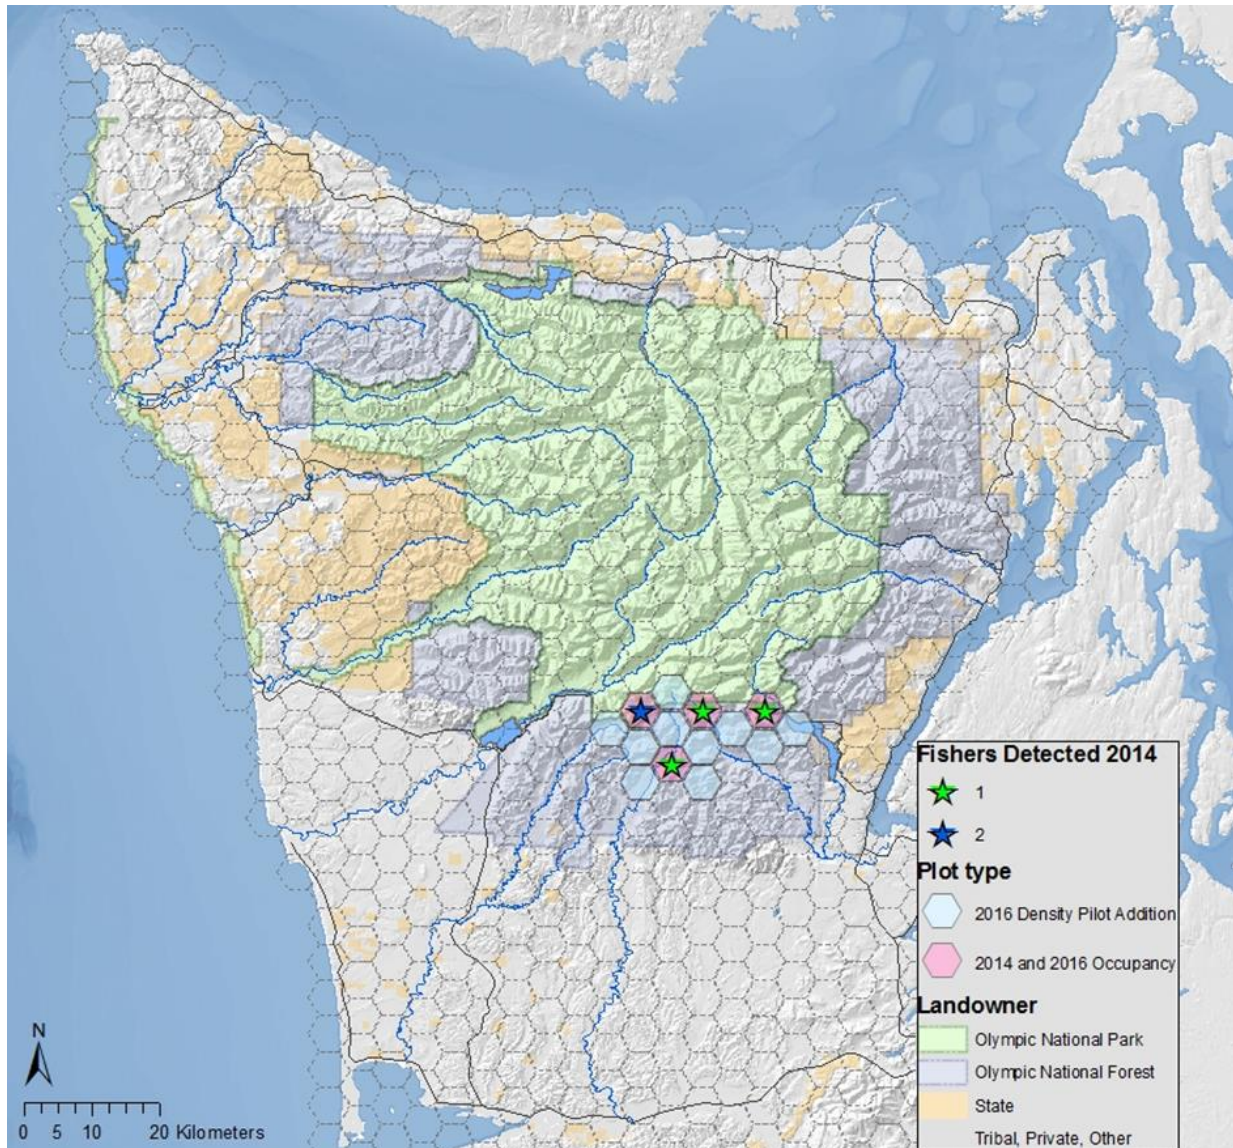 Fishers Detected 2014
1
2
Plot type
2016 Density Pilot Addition
2014 and 2016 Occupancy
Landowner
Olympic National Park
Olympic National Forest
State
Tribal, Private, Other
N
0 5 10 20 Kilometers